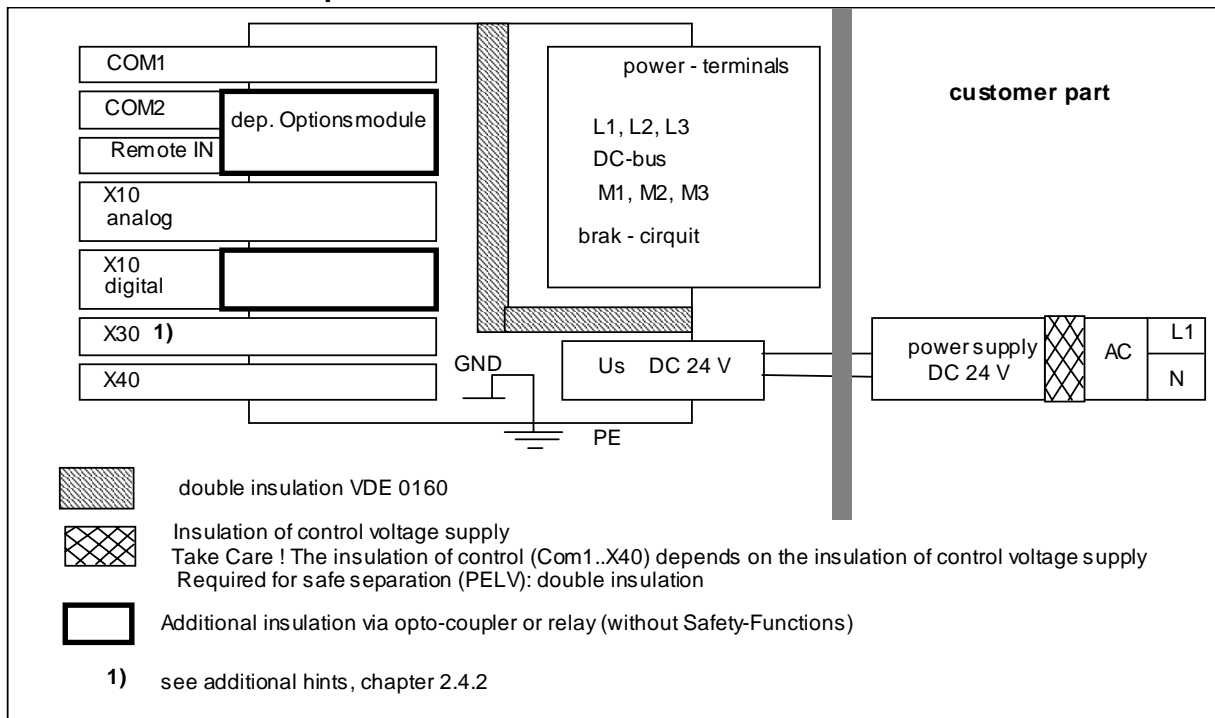 COM1
COM2
dep. Optionsmodule
Remote IN
X10
analog
X10
digital
X30 1)
X40
GND
PE
power - terminals
L1, L2, L3
DC-bus
M1, M2, M3
brak - cirquit
Us DC 24 V
customer part
power supply
DC 24 V
AC
L1
N
double insulation VDE 0160
Insulation of control voltage supply
Take Care ! The insulation of control (Com1..X40) depends on the insulation of control voltage supply
Required for safe separation (PELV): double insulation
Additional insulation via opto-coupler or relay (without Safety-Functions)
1) see additional hints, chapter 2.4.2